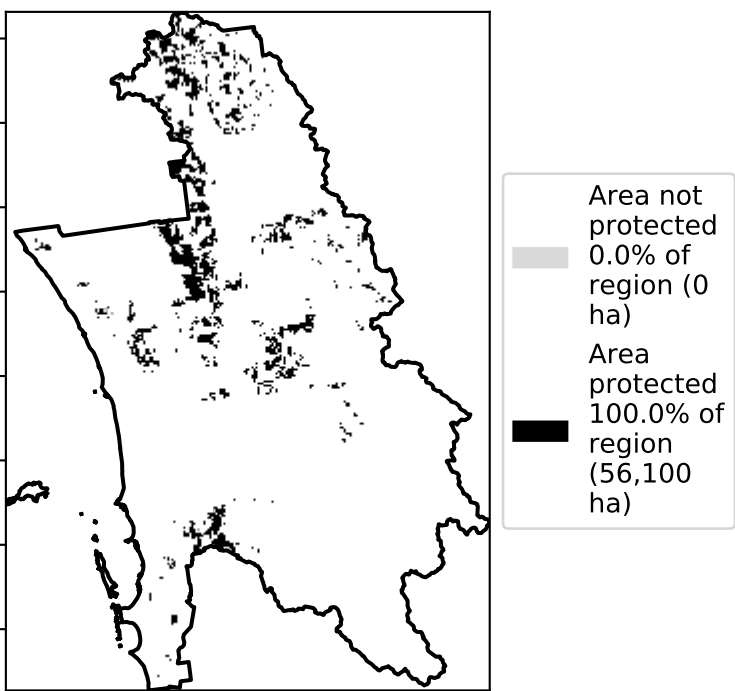 Area not
protected
0.0% of
region (0
ha)
Area
protected
100.0% of
region
(56,100
ha)